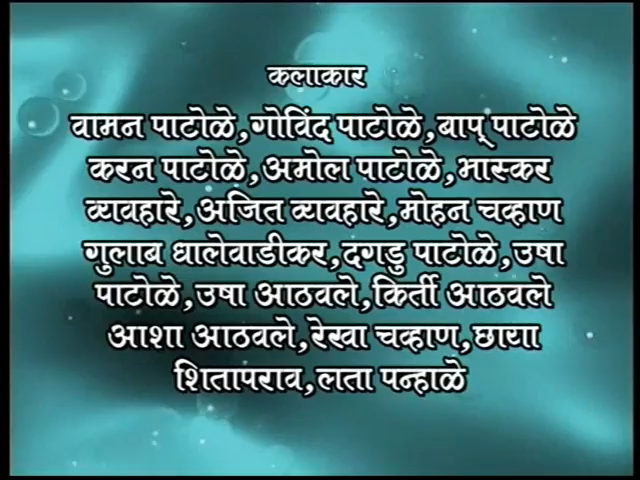 कलाकार
वामन पाटोळे,गोविंद पाटोळे,बापू पाटोळे
करन पाटोळे,अमोल पाटोळे,भास्कर
व्यवहारे,अजित व्यवहारे,मोहन चव्हाण
गुलाब धालेवाडीकर,दगडु पाटोळे,उषा
पाटोळे,उषा आठवले,किर्ती आठवले
आशा आठवले,रेखा चव्हाण,छाया
शितापराव,लता पन्हाळे